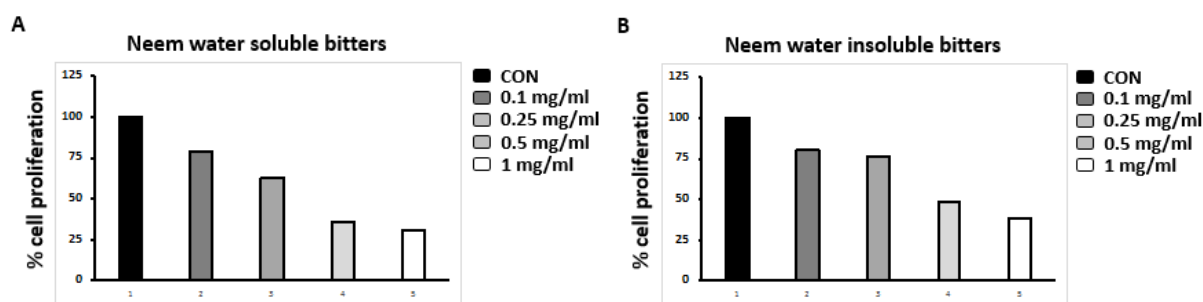 A
Neem water soluble bitters
% cell proliferation
125
100
75
50
25
0
1 2 3 4 5
CON
0.1 mg/ml
0.25 mg/ml
0.5 mg/ml
1 mg/ml
B
Neem water insoluble bitters
% cell proliferation
125
100
75
50
25
0
1 2 3 4 5
CON
0.1 mg/ml
0.25 mg/ml
0.5 mg/ml
1 mg/ml